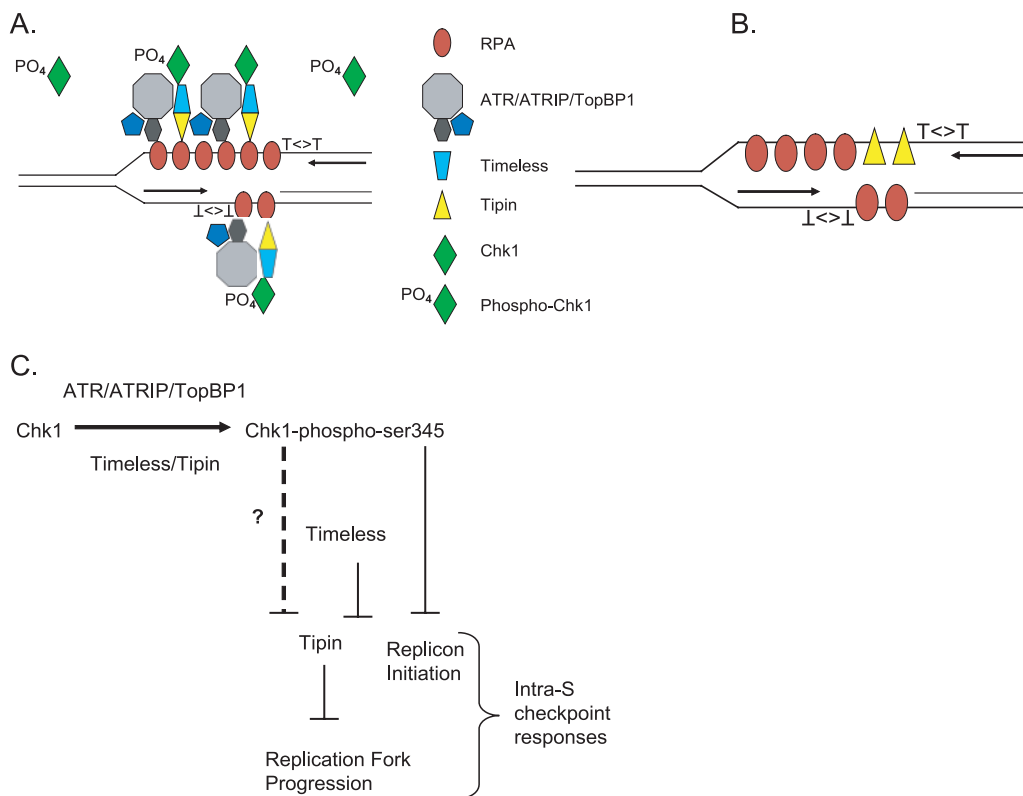 A.
PO4
PO4
PO4
T<>T
⊥<>⊥
PO4
RPA
ATR/ATRIP/TopBP1
Timeless
Tipin
Chk1
PO4
Phospho-Chk1
B.
T<>T
⊥<>⊥
C.
ATR/ATRIP/TopBP1
Chk1
Chk1-phospho-ser345
Timeless/Tipin
?
Timeless
Tipin
Replicon
Initiation
Intra-S
checkpoint
responses
Replication Fork
Progression